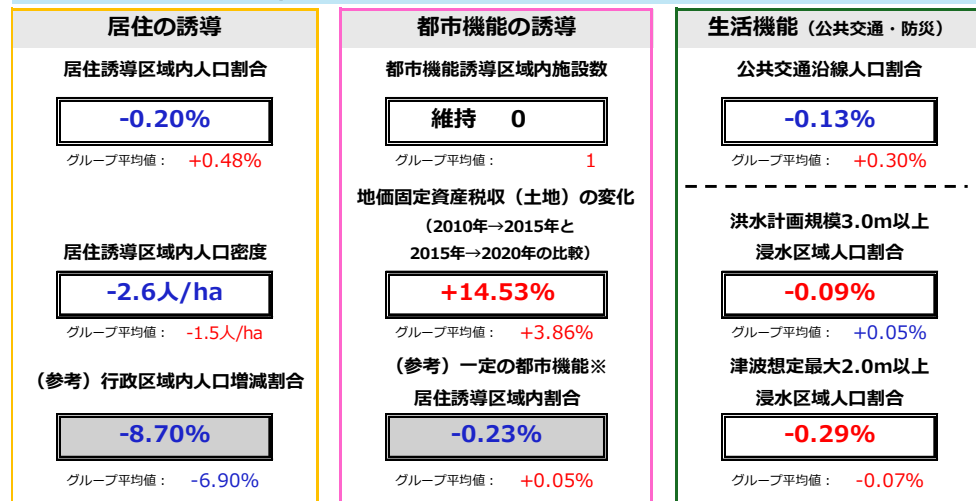 居住の誘導
居住誘導区域内人口割合
-0.20%
グループ平均値： +0.48%
居住誘導区域内人口密度
-2.6人/ha
グループ平均値： -1.5人/ha
（参考）行政区域内人口増減割合
-8.70%
グループ平均値： -6.90%
都市機能の誘導
都市機能誘導区域内施設数
維持 0
グループ平均値： 1
地価固定資産税収（土地）の変化
（2010年→2015年と
2015年→2020年の比較）
+14.53%
グループ平均値： +3.86%
（参考）一定の都市機能※
居住誘導区域内割合
-0.23%
グループ平均値： +0.05%
生活機能（公共交通・防災）
公共交通沿線人口割合
-0.13%
グループ平均値： +0.30%
洪水計画規模3.0m以上
浸水区域人口割合
-0.09%
グループ平均値： +0.05%
津波想定最大2.0m以上
浸水区域人口割合
-0.29%
グループ平均値： -0.07%